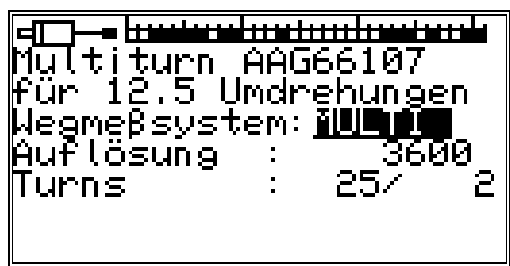 Multiturn AAG66107
für 12.5 Umdrehungen
Wegmeßsystem: MULTI
Auflösung : 3600
Turns : 25/ 2